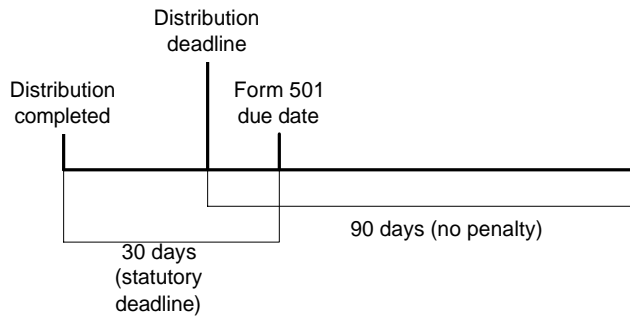 Distribution
deadline
Distribution
completed
Form 501
due date
90 days (no penalty)
30 days
(statutory
deadline)